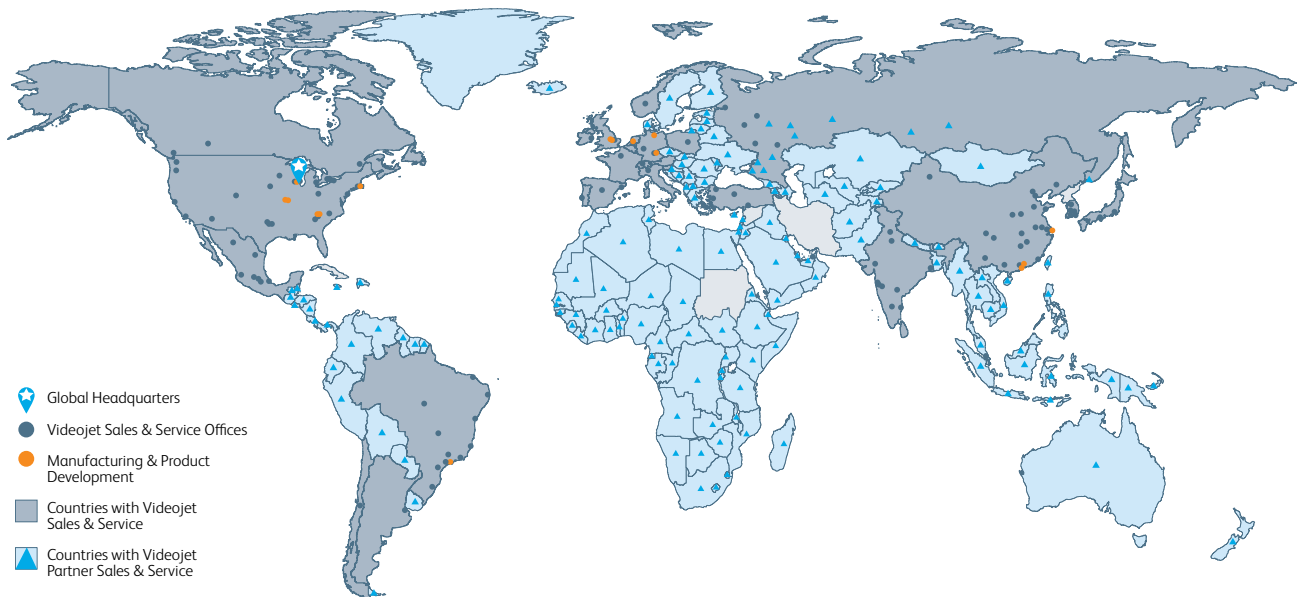 Global Headquarters
Videojet Sales & Service Offices
Manufacturing & Product
Development
Countries with Videojet
Sales & Service
Countries with Videojet
Partner Sales & Service